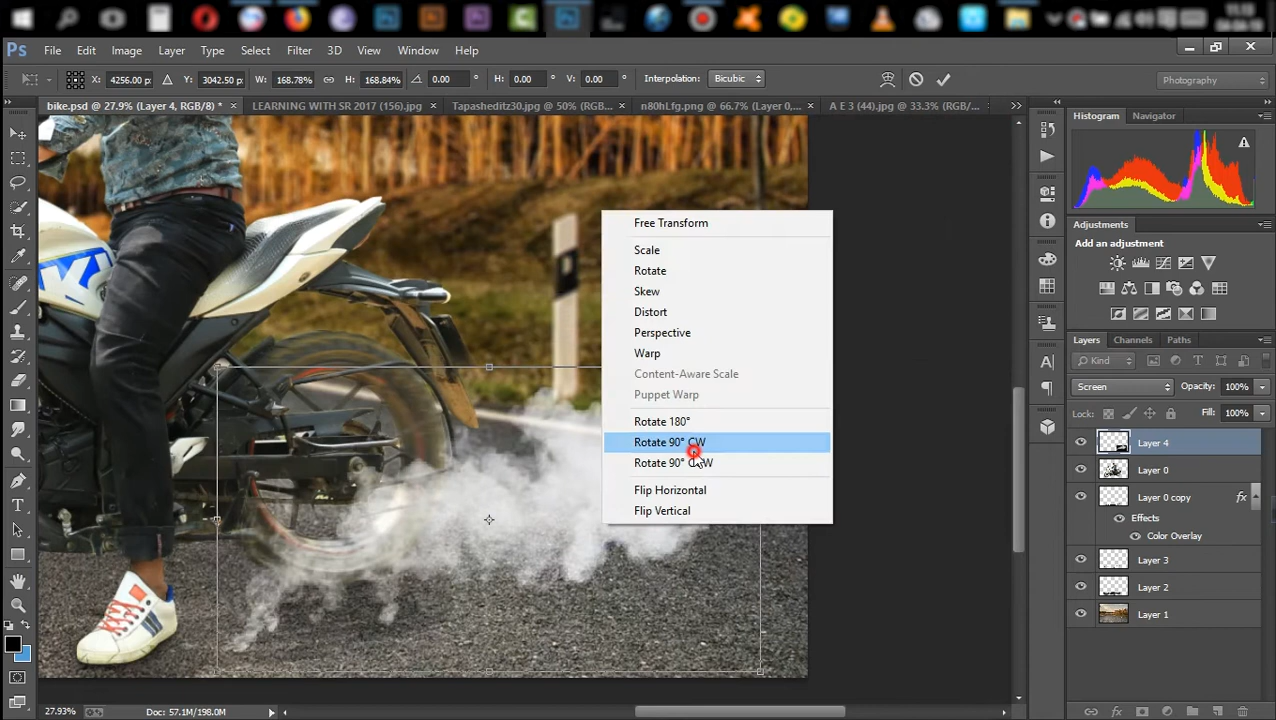 Ps File Edit Image Layer Type Select Filter 3D View Window Help
X: 4256.00 px Y: 3042.50 px W: 168.78% H: 168.84% 0.00 ° H: 0.00 ° V: 0.00 ° Interpolation: Bicubic Photography
bike.psd @ 27.9% (Layer 4, RGB/8) * × LEARNING WITH SR 2017 (156).jpg × Tapasheditz30.jpg @ 50% (RGB... × n80hLfg.png @ 66.7% (Layer 0,... × A E 3 (44).jpg @ 33.3% (RGB/... ×
Histogram Navigator
Free Transform
Scale
Rotate
Skew
Distort
Perspective
Warp
Content-Aware Scale
Puppet Warp
Rotate 180°
Rotate 90° CW
Rotate 90° CCW
Flip Horizontal
Flip Vertical
Adjustments
Add an adjustment
Layers Channels Paths
Kind
Screen Opacity: 100%
Lock: Fill: 100%
Layer 4
Layer 0
Layer 0 copy fx
Effects
Color Overlay
Layer 3
Layer 2
Layer 1
27.93% Doc: 57.1M/198.0M